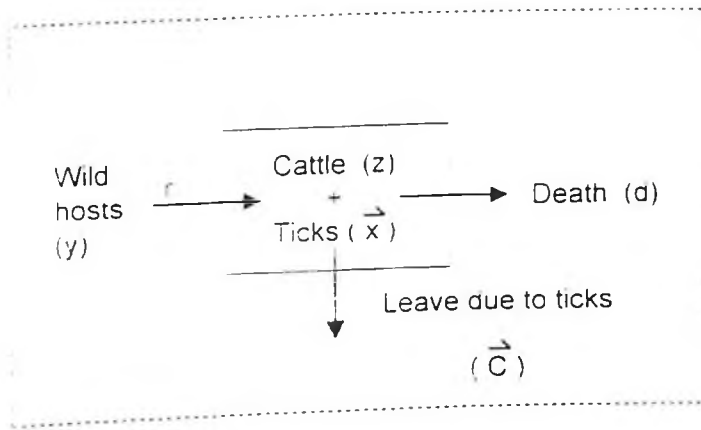 Wild hosts (y)
r
Cattle (z)
+
Ticks ( x )
Death (d)
Leave due to ticks
( C )